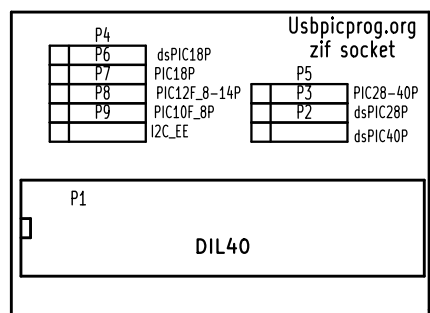 Usbpicprog.org
zif socket
P4
P6 dsPIC18P
P7 PIC18P
P8 PIC12F_8-14P
P9 PIC10F_8P
I2C_EE
P5
P3 PIC28-40P
P2 dsPIC28P
dsPIC40P
P1
DIL40